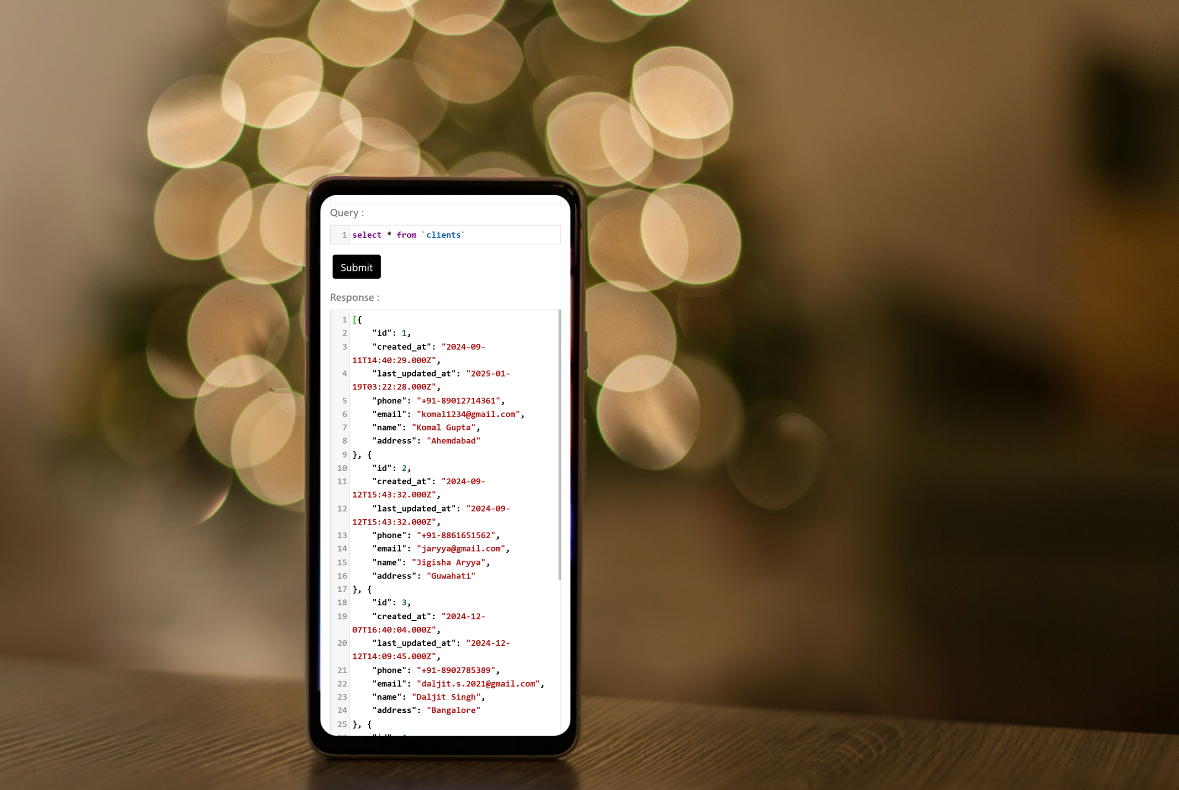 Query :
1 select * from `clients`
Submit
Response :
1 [{
2 "id": 1,
3 "created_at": "2024-09-
11T14:40:29.000Z",
4 "last_updated_at": "2025-01-
19T03:22:28.000Z",
5 "phone": "+91-89012714361",
6 "email": "komal1234@gmail.com",
7 "name": "Komal Gupta",
8 "address": "Ahemdabad"
9 }, {
10 "id": 2,
11 "created_at": "2024-09-
12T15:43:32.000Z",
12 "last_updated_at": "2024-09-
12T15:43:32.000Z",
13 "phone": "+91-8861651562",
14 "email": "jaryya@gmail.com",
15 "name": "Jigisha Aryya",
16 "address": "Guwahati"
17 }, {
18 "id": 3,
19 "created_at": "2024-12-
07T16:40:04.000Z",
20 "last_updated_at": "2024-12-
12T14:09:45.000Z",
21 "phone": "+91-8902785389",
22 "email": "daljit.s.2021@gmail.com",
23 "name": "Daljit Singh",
24 "address": "Bangalore"
25 }, {